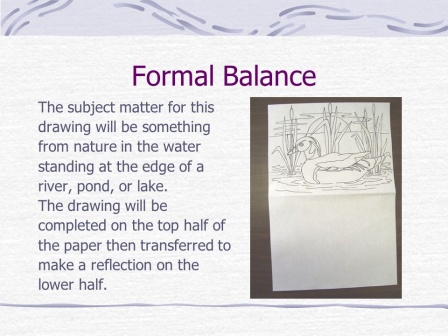 Formal Balance
The subject matter for this
drawing will be something
from nature in the water
standing at the edge of a
river, pond, or lake.
The drawing will be
completed on the top half of
the paper then transferred to
make a reflection on the
lower half.